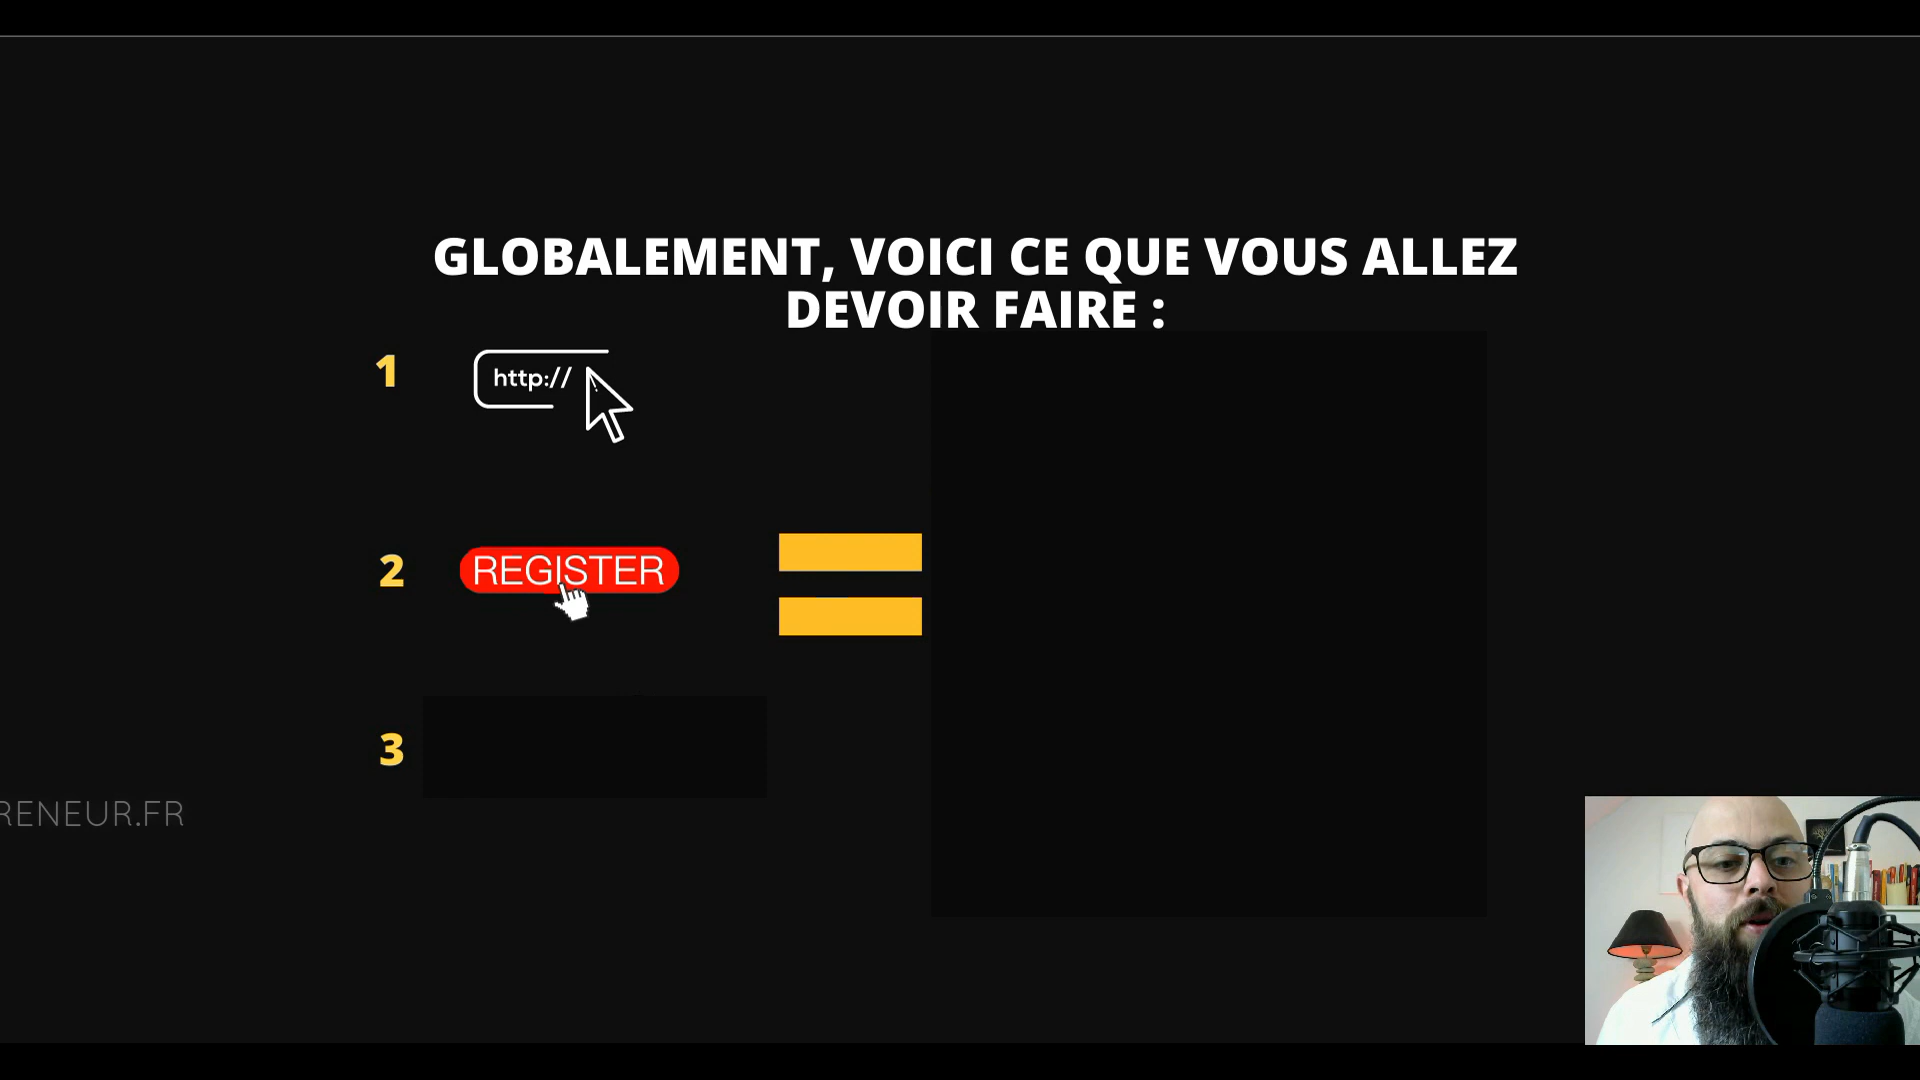 GLOBALEMENT, VOICI CE QUE VOUS ALLEZ
DEVOIR FAIRE :
1
http://
2
REGISTER
3
RENEUR.FR